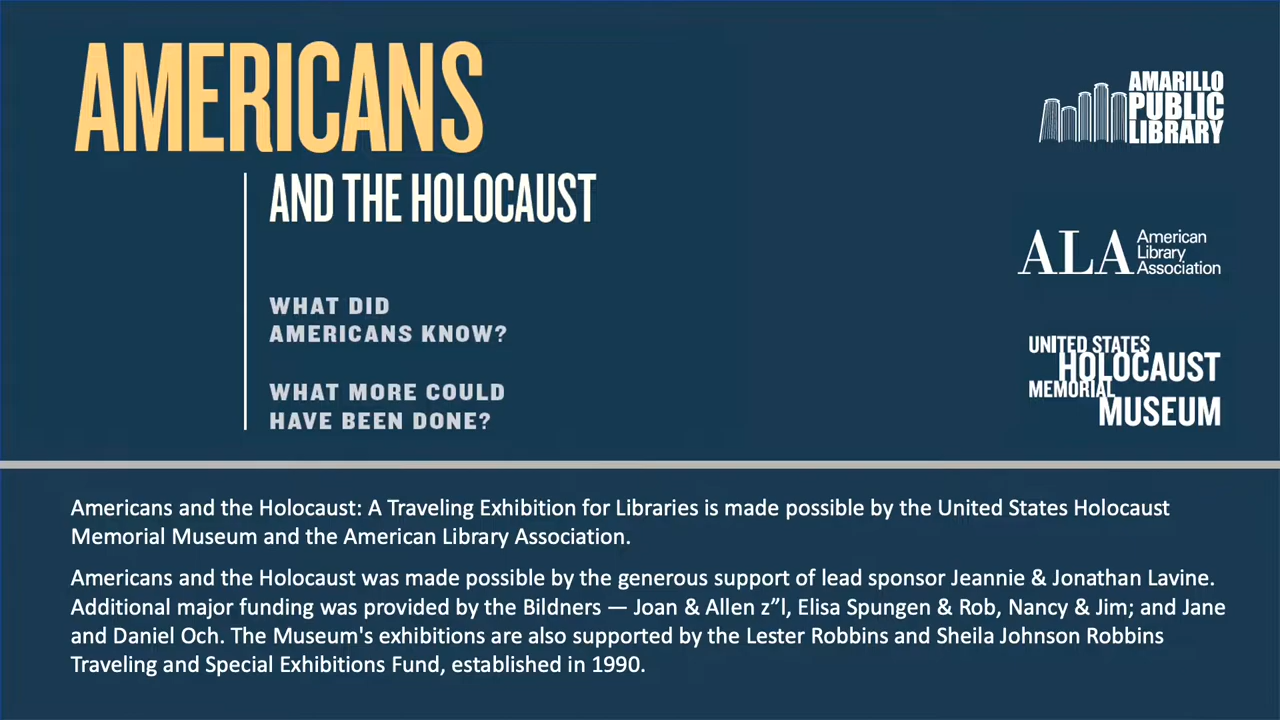 AMERICANS
AND THE HOLOCAUST
WHAT DID
AMERICANS KNOW?
WHAT MORE COULD
HAVE BEEN DONE?
AMARILLO
PUBLIC
LIBRARY
ALA American
Library
Association
UNITED STATES
HOLOCAUST
MEMORIAL
MUSEUM
Americans and the Holocaust: A Traveling Exhibition for Libraries is made possible by the United States Holocaust
Memorial Museum and the American Library Association.
Americans and the Holocaust was made possible by the generous support of lead sponsor Jeannie & Jonathan Lavine.
Additional major funding was provided by the Bildners — Joan & Allen z”l, Elisa Spungen & Rob, Nancy & Jim; and Jane
and Daniel Och. The Museum's exhibitions are also supported by the Lester Robbins and Sheila Johnson Robbins
Traveling and Special Exhibitions Fund, established in 1990.